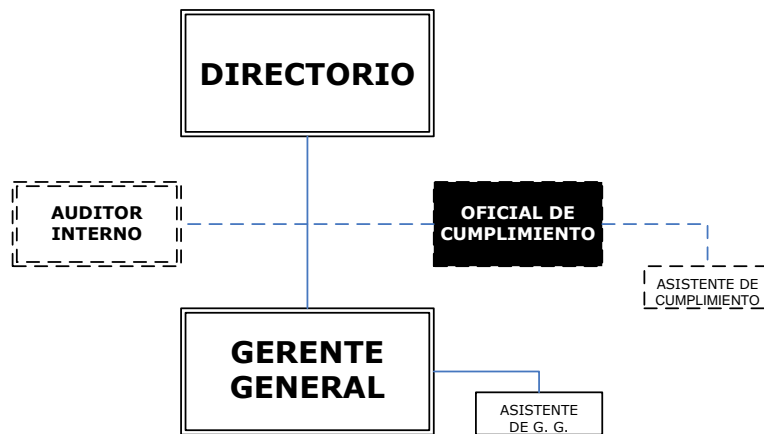 DIRECTORIO
AUDITOR
INTERNO
OFICIAL DE
CUMPLIMIENTO
ASISTENTE DE
CUMPLIMIENTO
GERENTE
GENERAL
ASISTENTE
DE G. G.